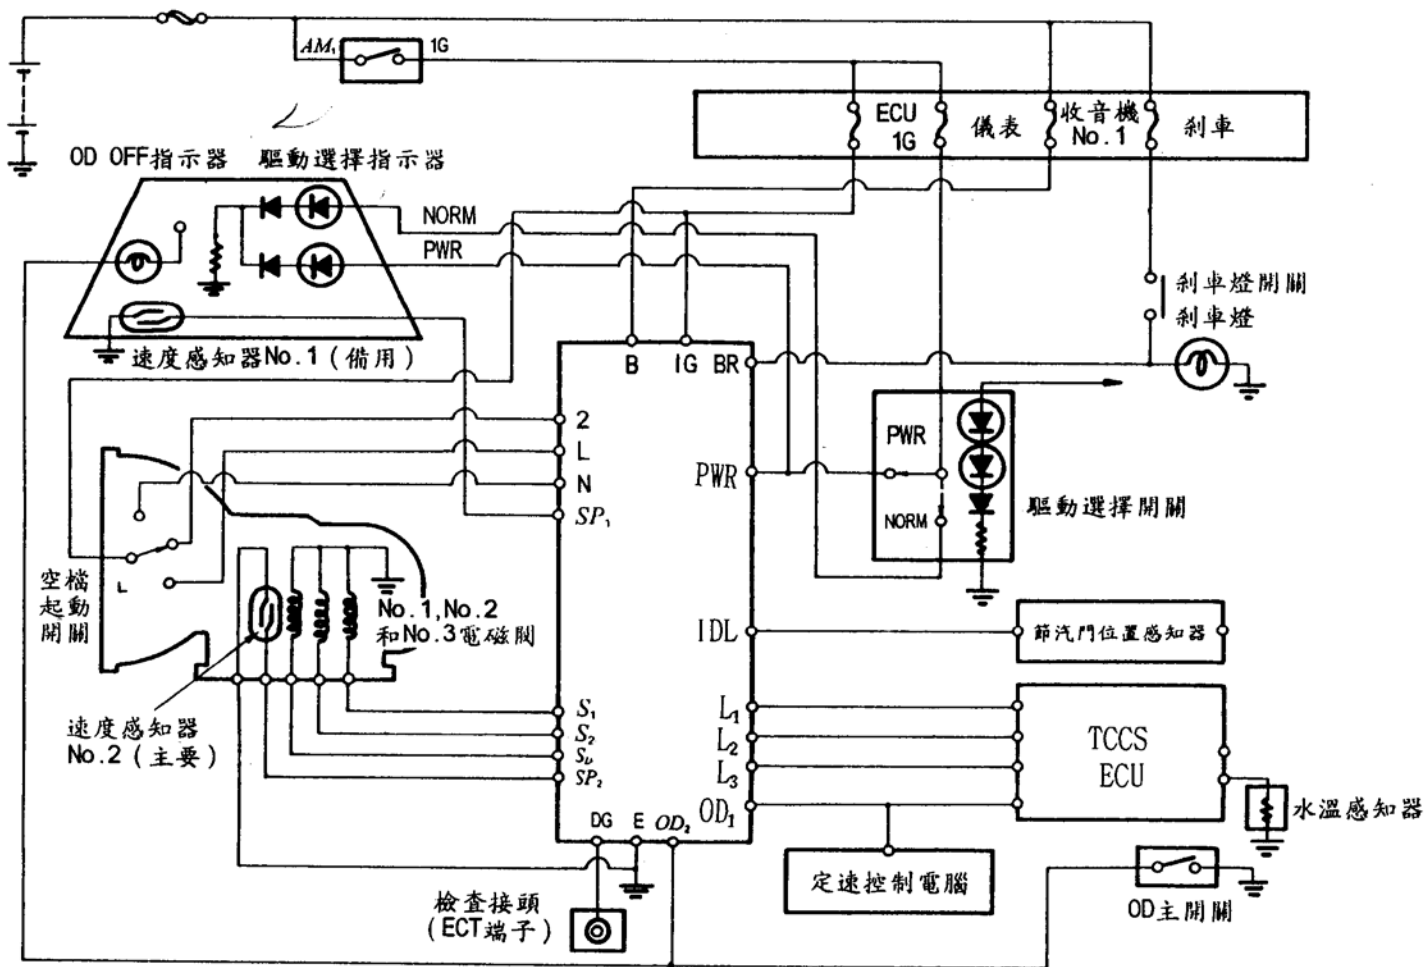 AM₁
1G
ECU
1G
儀表
收音機
No.1
剎車
OD OFF指示器
驅動選擇指示器
NORM
PWR
剎車燈開關
剎車燈
速度感知器No.1(備用)
B
IG
BR
2
L
N
SP₁
PWR
PWR
NORM
驅動選擇開關
空檔
起動
開關
L
No.1,No.2
和No.3電磁閥
IDL
節汽門位置感知器
速度感知器
No.2(主要)
S₁
S₂
Sᵤ
SP₂
L₁
L₂
L₃
OD₁
TCCS
ECU
水溫感知器
DG
E
OD₂
定速控制電腦
檢查接頭
(ECT端子)
OD主開關